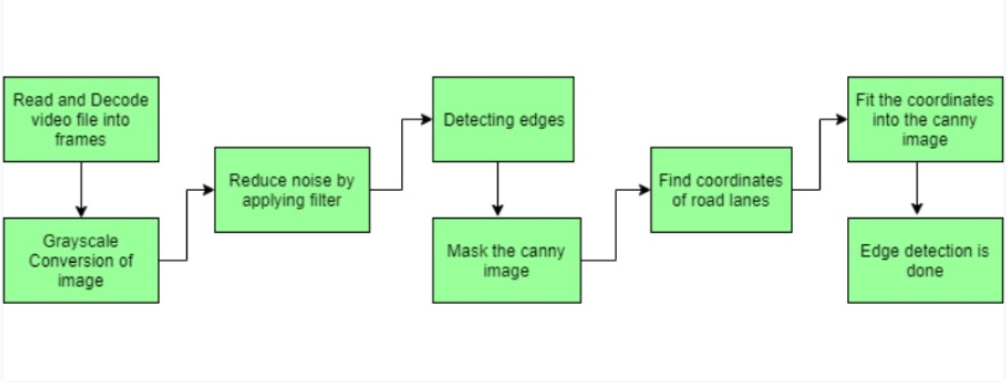 Read and Decode
video file into
frames
Grayscale
Conversion of
image
Reduce noise by
applying filter
Detecting edges
Mask the canny
image
Find coordinates
of road lanes
Fit the coordinates
into the canny
image
Edge detection is
done